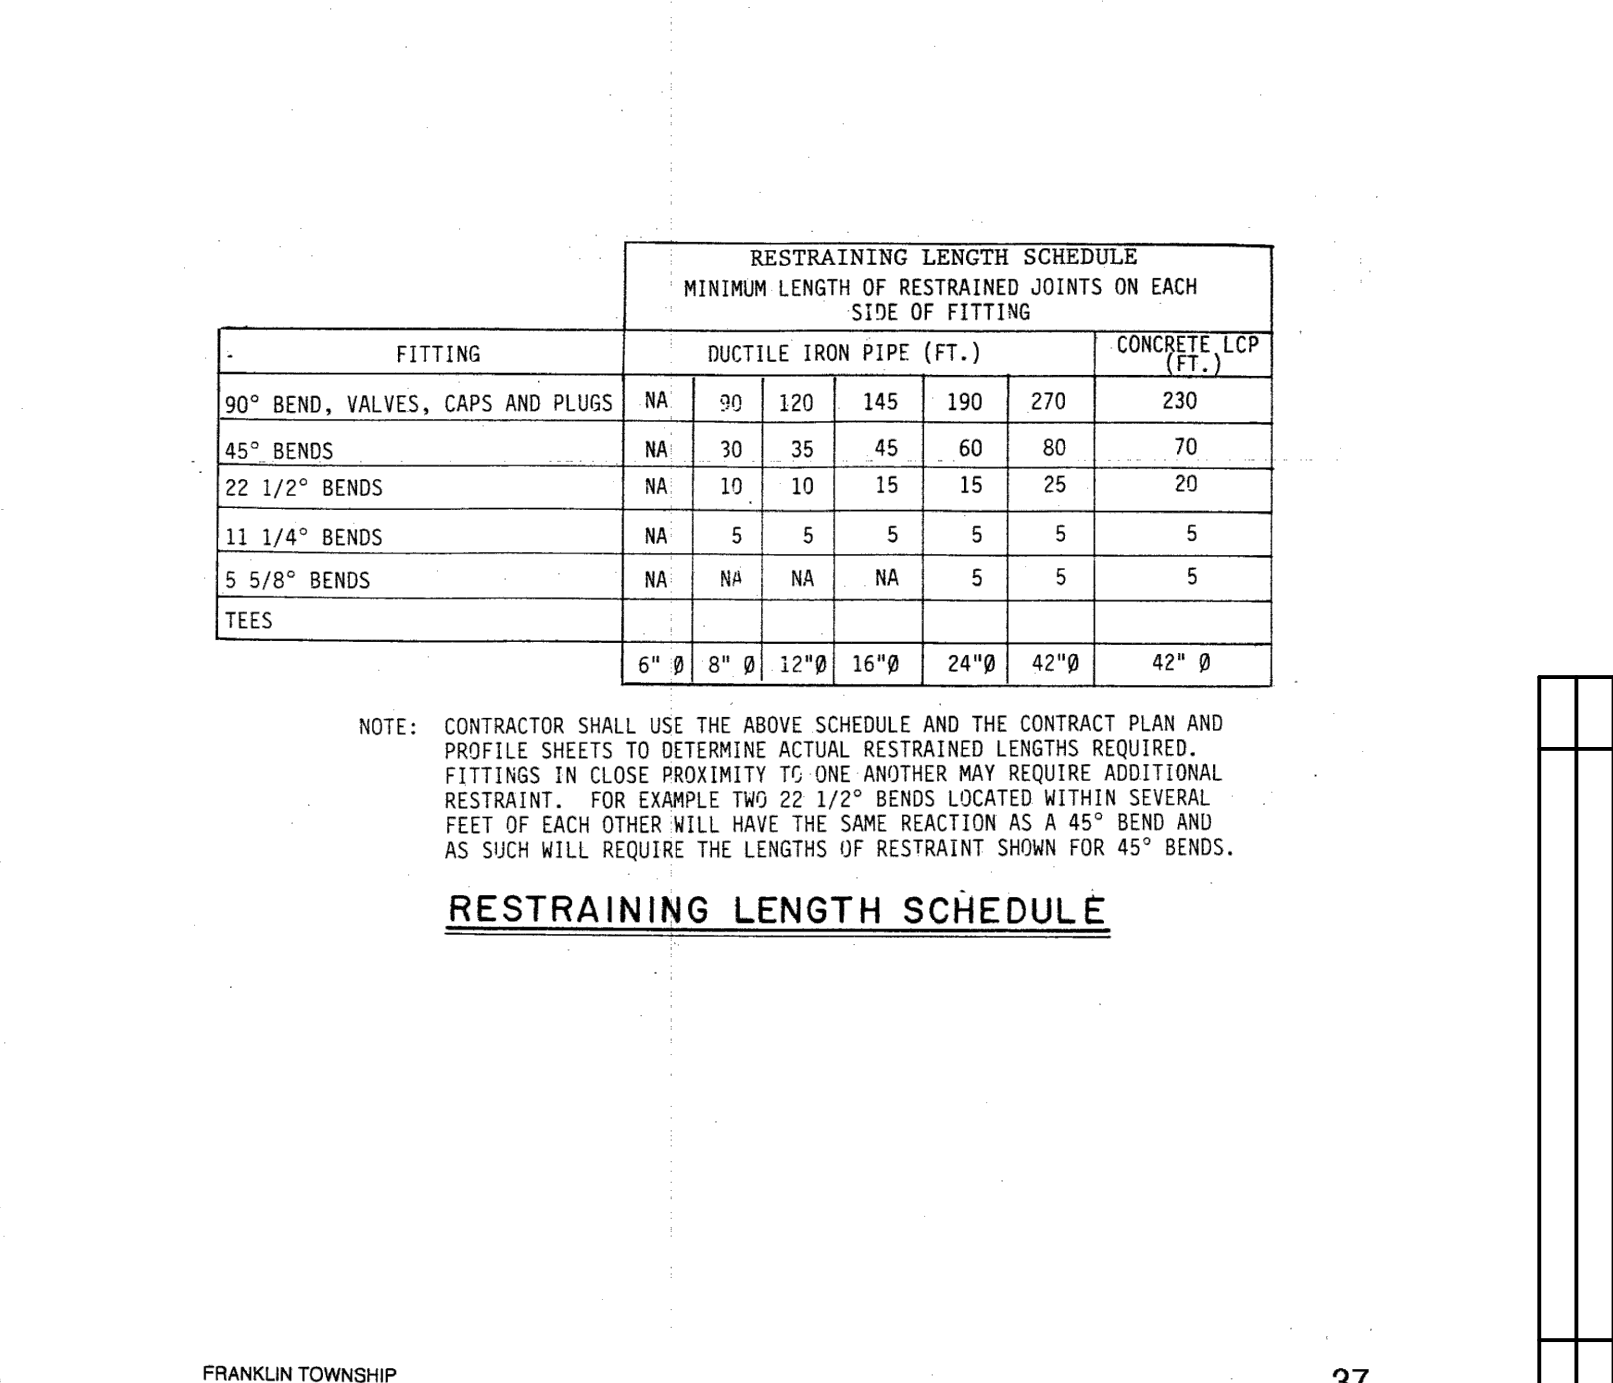 RESTRAINING LENGTH SCHEDULE
MINIMUM LENGTH OF RESTRAINED JOINTS ON EACH
SIDE OF FITTING
FITTING DUCTILE IRON PIPE (FT.) CONCRETE LCP
(FT.)
90° BEND, VALVES, CAPS AND PLUGS NA 90 120 145 190 270 230
45° BENDS NA 30 35 45 60 80 70
22 1/2° BENDS NA 10 10 15 15 25 20
11 1/4° BENDS NA 5 5 5 5 5 5
5 5/8° BENDS NA NA NA NA 5 5 5
TEES
6" Ø 8" Ø 12"Ø 16"Ø 24"Ø 42"Ø 42" Ø
NOTE: CONTRACTOR SHALL USE THE ABOVE SCHEDULE AND THE CONTRACT PLAN AND
PROFILE SHEETS TO DETERMINE ACTUAL RESTRAINED LENGTHS REQUIRED.
FITTINGS IN CLOSE PROXIMITY TO ONE ANOTHER MAY REQUIRE ADDITIONAL
RESTRAINT. FOR EXAMPLE TWO 22 1/2° BENDS LOCATED WITHIN SEVERAL
FEET OF EACH OTHER WILL HAVE THE SAME REACTION AS A 45° BEND AND
AS SUCH WILL REQUIRE THE LENGTHS OF RESTRAINT SHOWN FOR 45° BENDS.
RESTRAINING LENGTH SCHEDULE
FRANKLIN TOWNSHIP 37